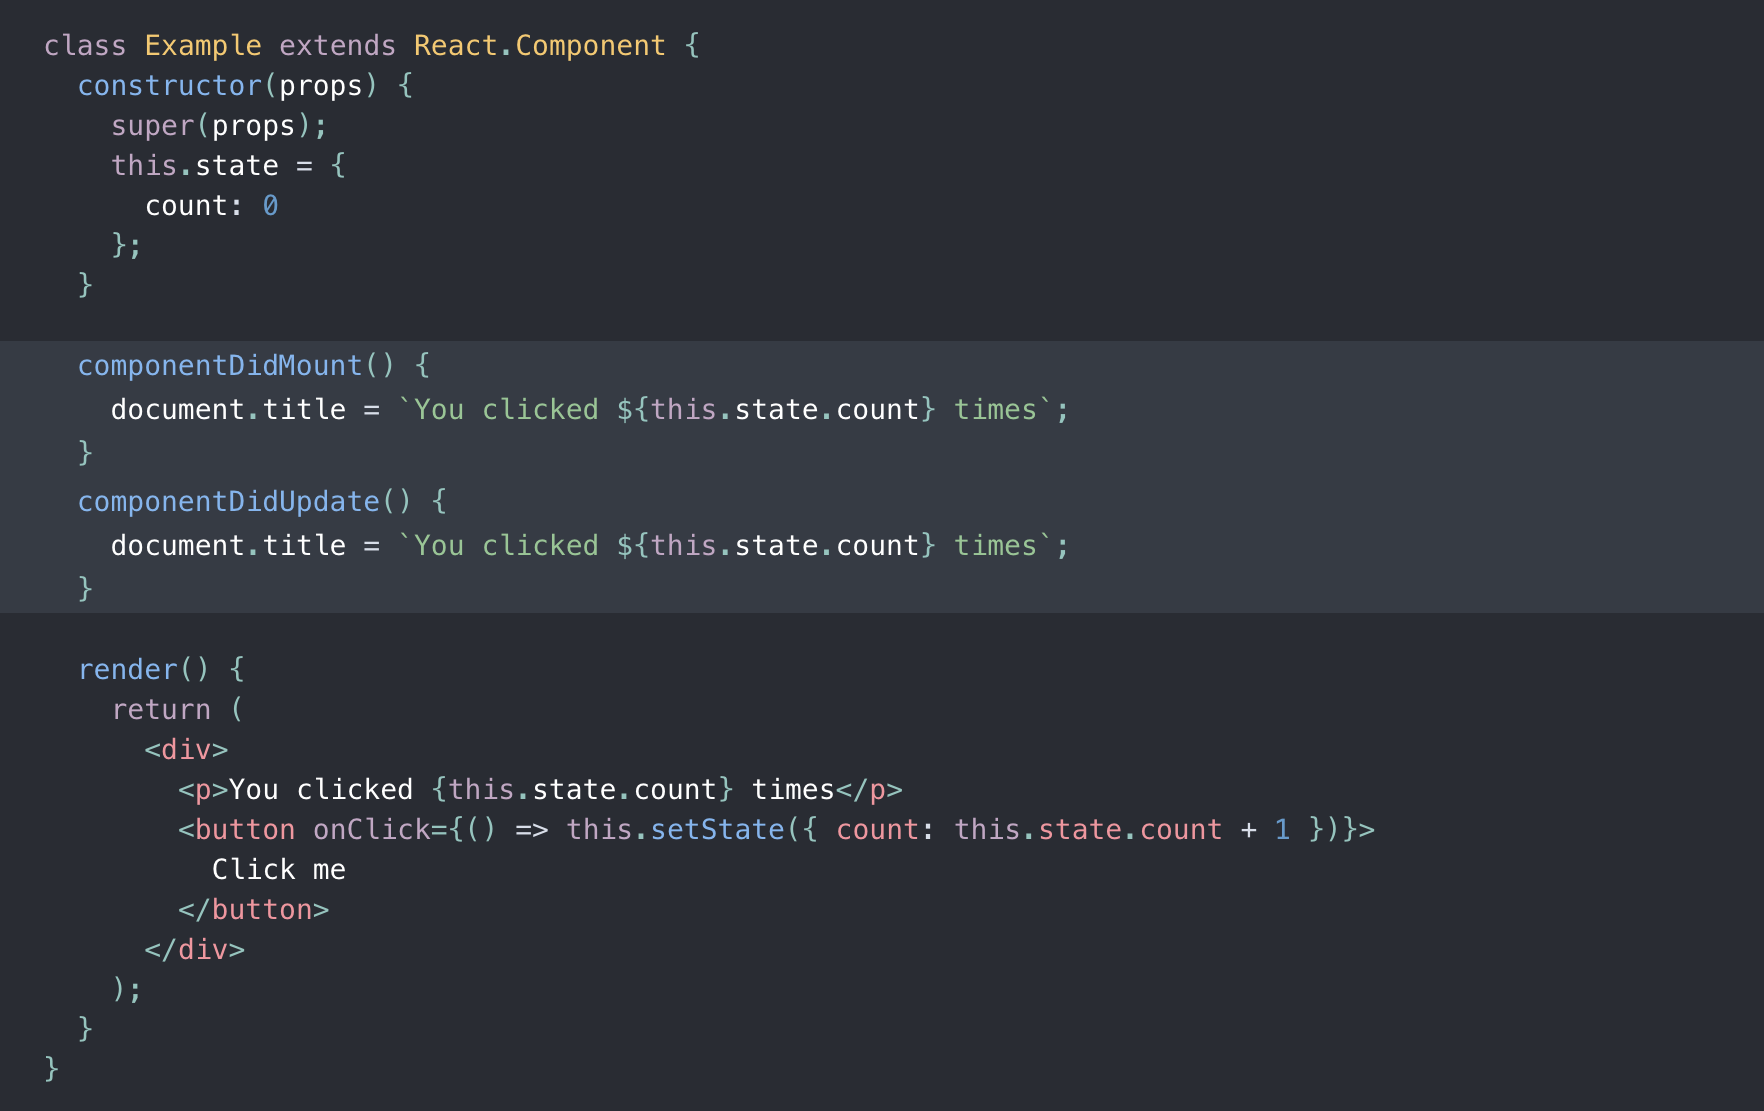 class Example extends React.Component {
  constructor(props) {
    super(props);
    this.state = {
      count: 0
    };
  }

  componentDidMount() {
    document.title = `You clicked ${this.state.count} times`;
  }
  componentDidUpdate() {
    document.title = `You clicked ${this.state.count} times`;
  }

  render() {
    return (
      <div>
        <p>You clicked {this.state.count} times</p>
        <button onClick={() => this.setState({ count: this.state.count + 1 })}>
          Click me
        </button>
      </div>
    );
  }
}